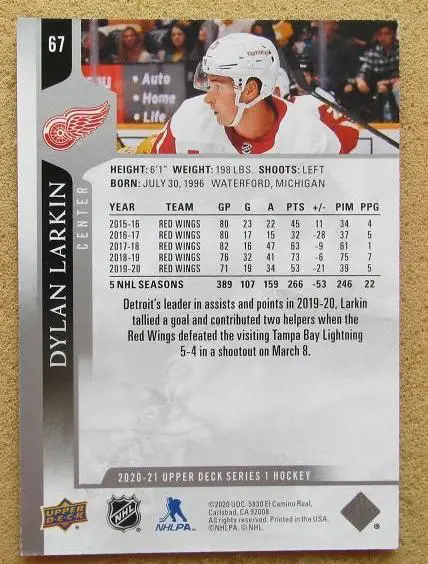 67
DYLAN LARKIN
CENTER
• Auto
• Home
• Life
HEIGHT: 6'1" WEIGHT: 198 LBS. SHOOTS: LEFT
BORN: JULY 30, 1996 WATERFORD, MICHIGAN
YEAR TEAM GP G A PTS +/- PIM PPG
2015-16 RED WINGS 80 23 22 45 11 34 4
2016-17 RED WINGS 80 17 15 32 -28 37 5
2017-18 RED WINGS 82 16 47 63 -9 61 1
2018-19 RED WINGS 76 32 41 73 -6 75 7
2019-20 RED WINGS 71 19 34 53 -21 39 5
5 NHL SEASONS 389 107 159 266 -53 246 22
Detroit's leader in assists and points in 2019-20, Larkin
tallied a goal and contributed two helpers when the
Red Wings defeated the visiting Tampa Bay Lightning
5-4 in a shootout on March 8.
2020-21 UPPER DECK SERIES 1 HOCKEY
UPPER DECK
NHL
NHLPA®
©2020 UDC. 5830 El Camino Real,
Carlsbad, CA 92008.
All rights reserved. Printed in the USA.
©NHLPA. © NHL.
®